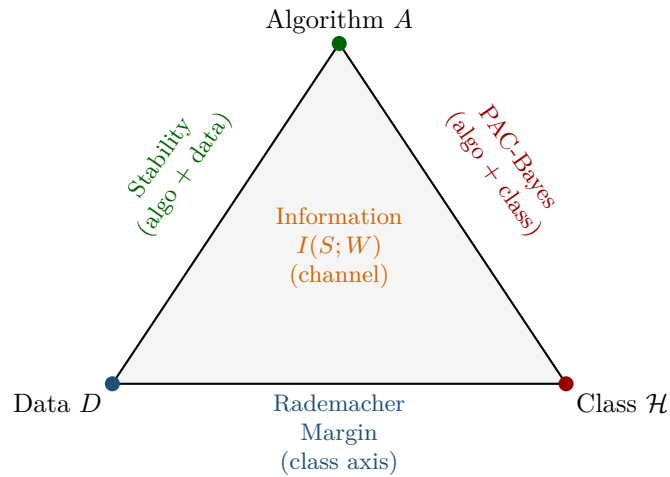 Algorithm A
Stability
(algo + data)
PAC-Bayes
(algo + class)
Information
I(S; W)
(channel)
Data D
Class ℋ
Rademacher
Margin
(class axis)